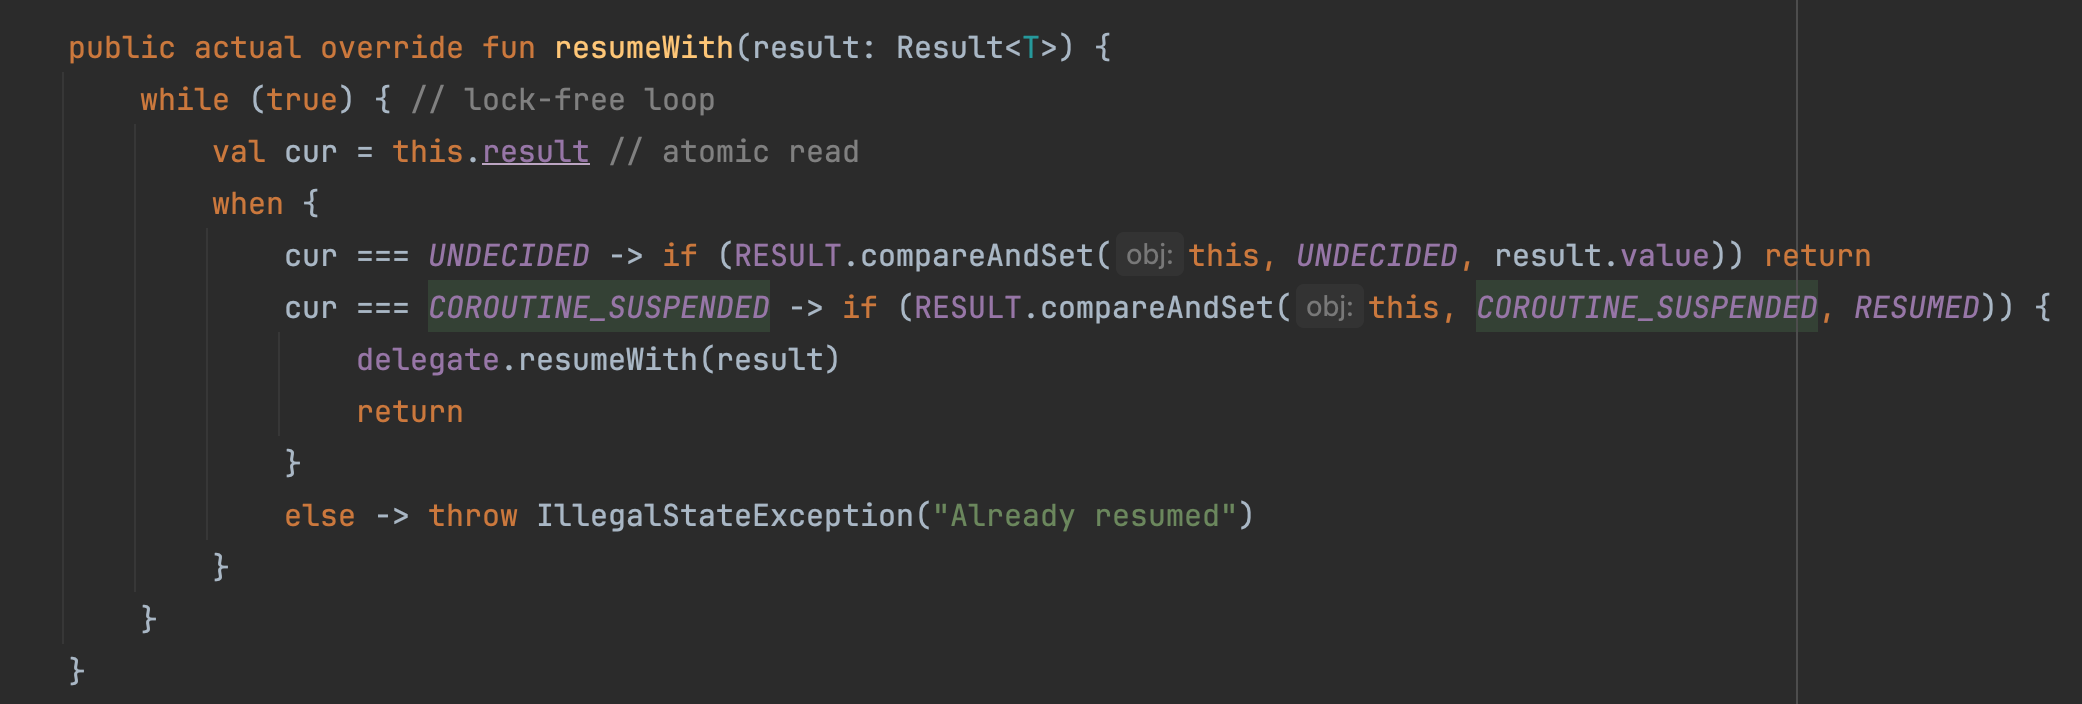 public actual override fun resumeWith(result: Result<T>) {
while (true) { // lock-free loop
val cur = this.result // atomic read
when {
cur === UNDECIDED -> if (RESULT.compareAndSet( obj: this, UNDECIDED, result.value)) return
cur === COROUTINE_SUSPENDED -> if (RESULT.compareAndSet( obj: this, COROUTINE_SUSPENDED, RESUMED)) {
delegate.resumeWith(result)
return
}
else -> throw IllegalStateException("Already resumed")
}
}
}